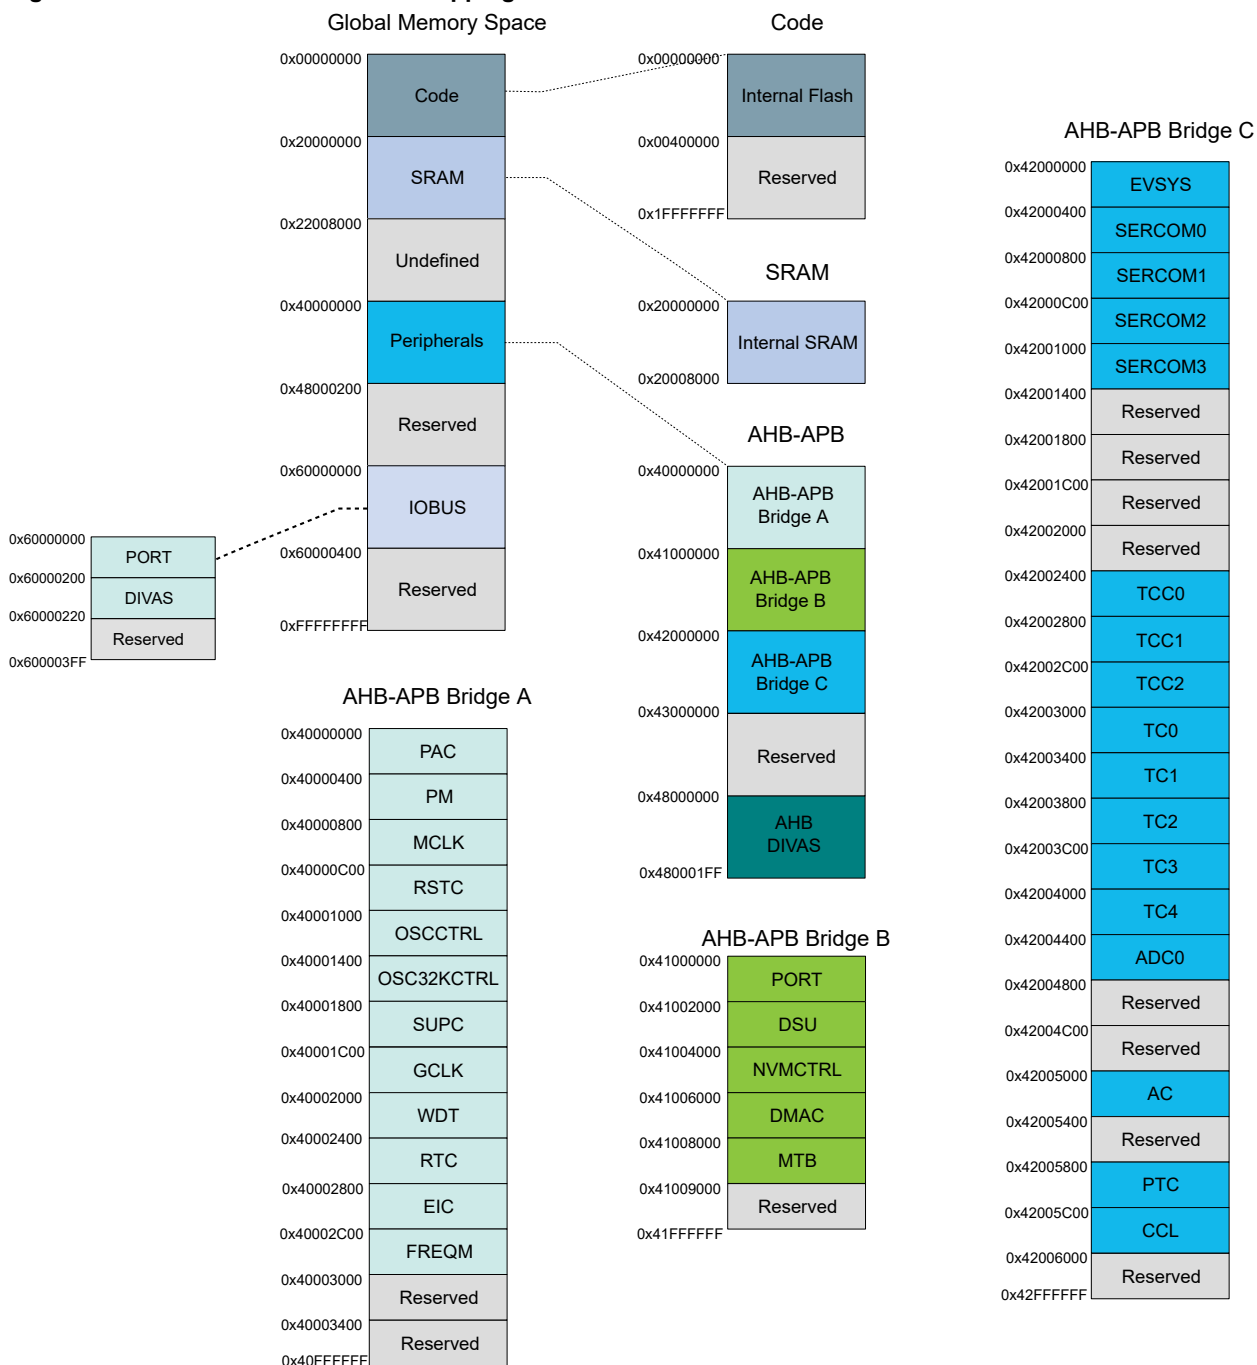 Global Memory Space
0x00000000
Code
0x20000000
SRAM
0x22008000
Undefined
0x40000000
Peripherals
0x48000200
Reserved
0x60000000
IOBUS
0x60000400
Reserved
0xFFFFFFFF
0x60000000
PORT
0x60000200
DIVAS
0x60000220
Reserved
0x600003FF
Code
0x00000000
Internal Flash
0x00400000
Reserved
0x1FFFFFFF
SRAM
0x20000000
Internal SRAM
0x20008000
AHB-APB
0x40000000
AHB-APB
Bridge A
0x41000000
AHB-APB
Bridge B
0x42000000
AHB-APB
Bridge C
0x43000000
Reserved
0x48000000
AHB
DIVAS
0x480001FF
AHB-APB Bridge A
0x40000000
PAC
0x40000400
PM
0x40000800
MCLK
0x40000C00
RSTC
0x40001000
OSCCTRL
0x40001400
OSC32KCTRL
0x40001800
SUPC
0x40001C00
GCLK
0x40002000
WDT
0x40002400
RTC
0x40002800
EIC
0x40002C00
FREQM
0x40003000
Reserved
0x40003400
Reserved
0x40FFFFFF
AHB-APB Bridge B
0x41000000
PORT
0x41002000
DSU
0x41004000
NVMCTRL
0x41006000
DMAC
0x41008000
MTB
0x41009000
Reserved
0x41FFFFFF
AHB-APB Bridge C
0x42000000
EVSYS
0x42000400
SERCOM0
0x42000800
SERCOM1
0x42000C00
SERCOM2
0x42001000
SERCOM3
0x42001400
Reserved
0x42001800
Reserved
0x42001C00
Reserved
0x42002000
Reserved
0x42002400
TCC0
0x42002800
TCC1
0x42002C00
TCC2
0x42003000
TC0
0x42003400
TC1
0x42003800
TC2
0x42003C00
TC3
0x42004000
TC4
0x42004400
ADC0
0x42004800
Reserved
0x42004C00
Reserved
0x42005000
AC
0x42005400
Reserved
0x42005800
PTC
0x42005C00
CCL
0x42006000
Reserved
0x42FFFFFF